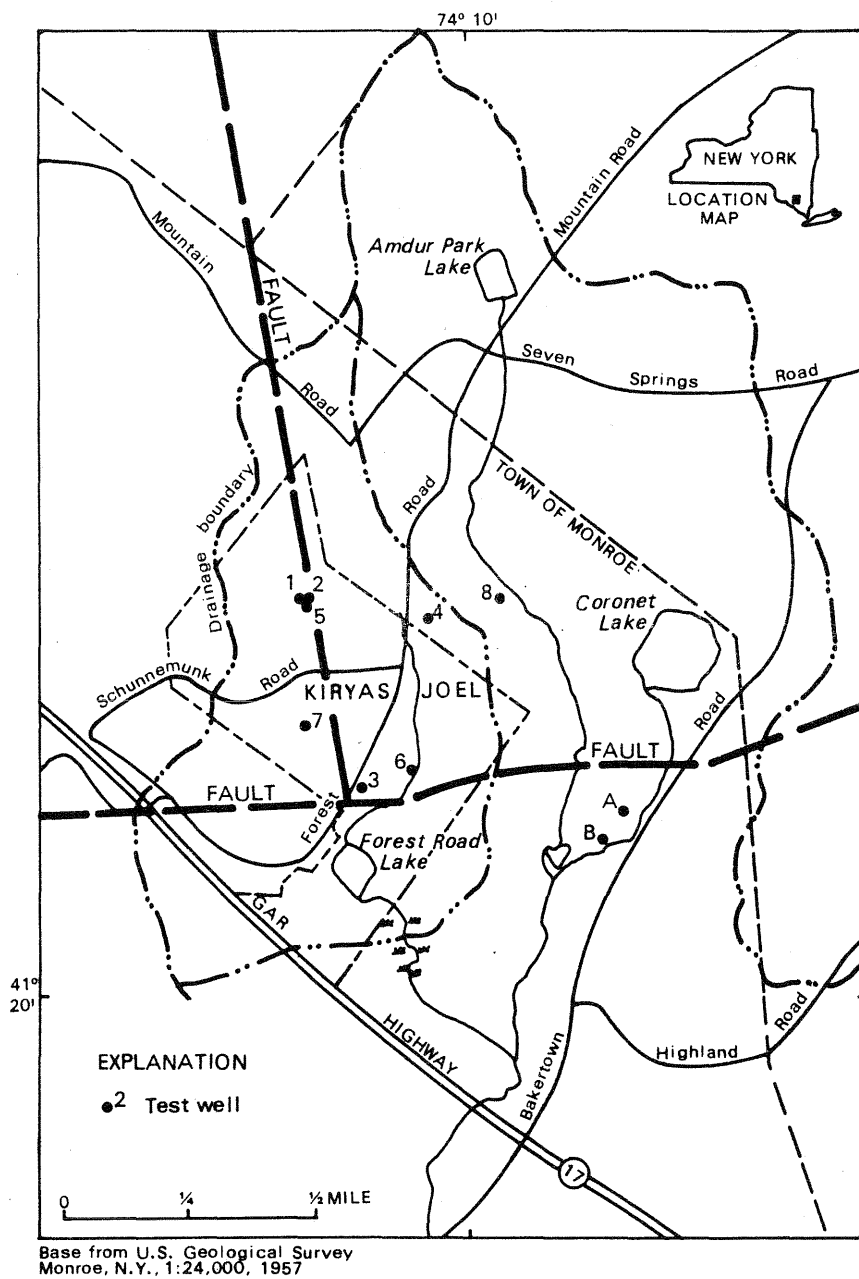 74° 10'
NEW YORK
LOCATION
MAP
Mountain Road
Mountain
Amdur Park
Lake
FAULT
Seven
Springs
Road
Road
Road
TOWN OF MONROE
Drainage boundary
1
2
5
4
8
Coronet
Lake
Schunnemunk
Road
KIRYAS JOEL
7
Road
FAULT
6
3
FAULT
A
Forest
B
Forest Road
Lake
GAR
41°
20'
HIGHWAY
Road
Highland
Bakertown
EXPLANATION
2 Test well
17
0 ¼ ½ MILE
Base from U.S. Geological Survey
Monroe, N.Y., 1:24,000, 1957